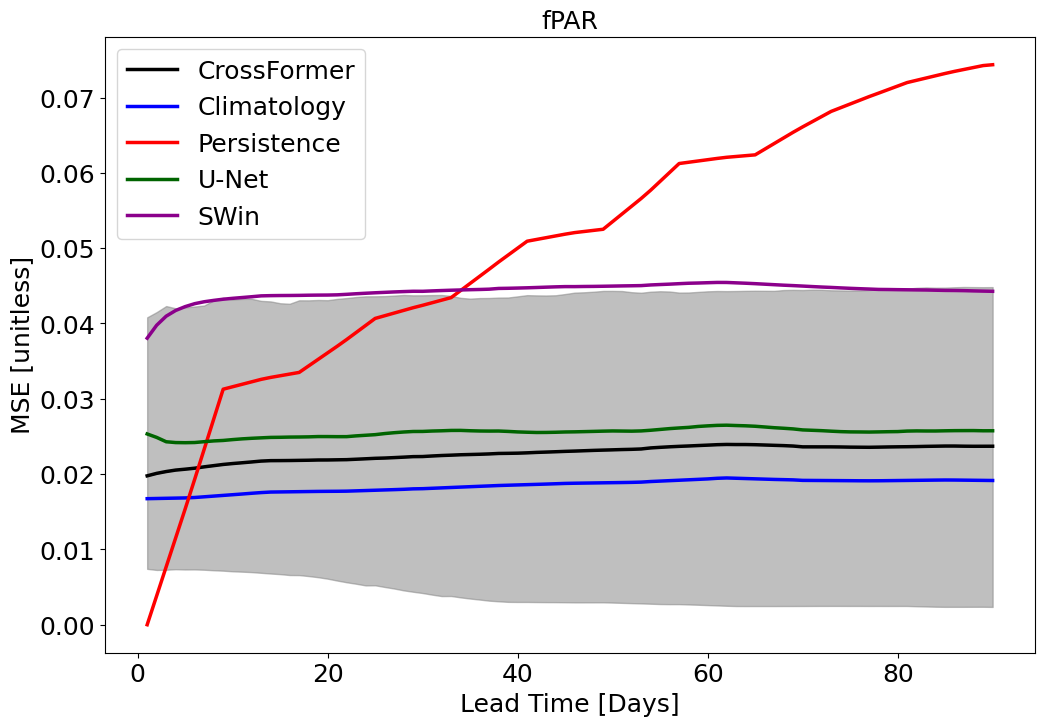 fPAR
CrossFormer
Climatology
Persistence
U-Net
SWin
MSE [unitless]
0.07
0.06
0.05
0.04
0.03
0.02
0.01
0.00
0
20
40
60
80
Lead Time [Days]